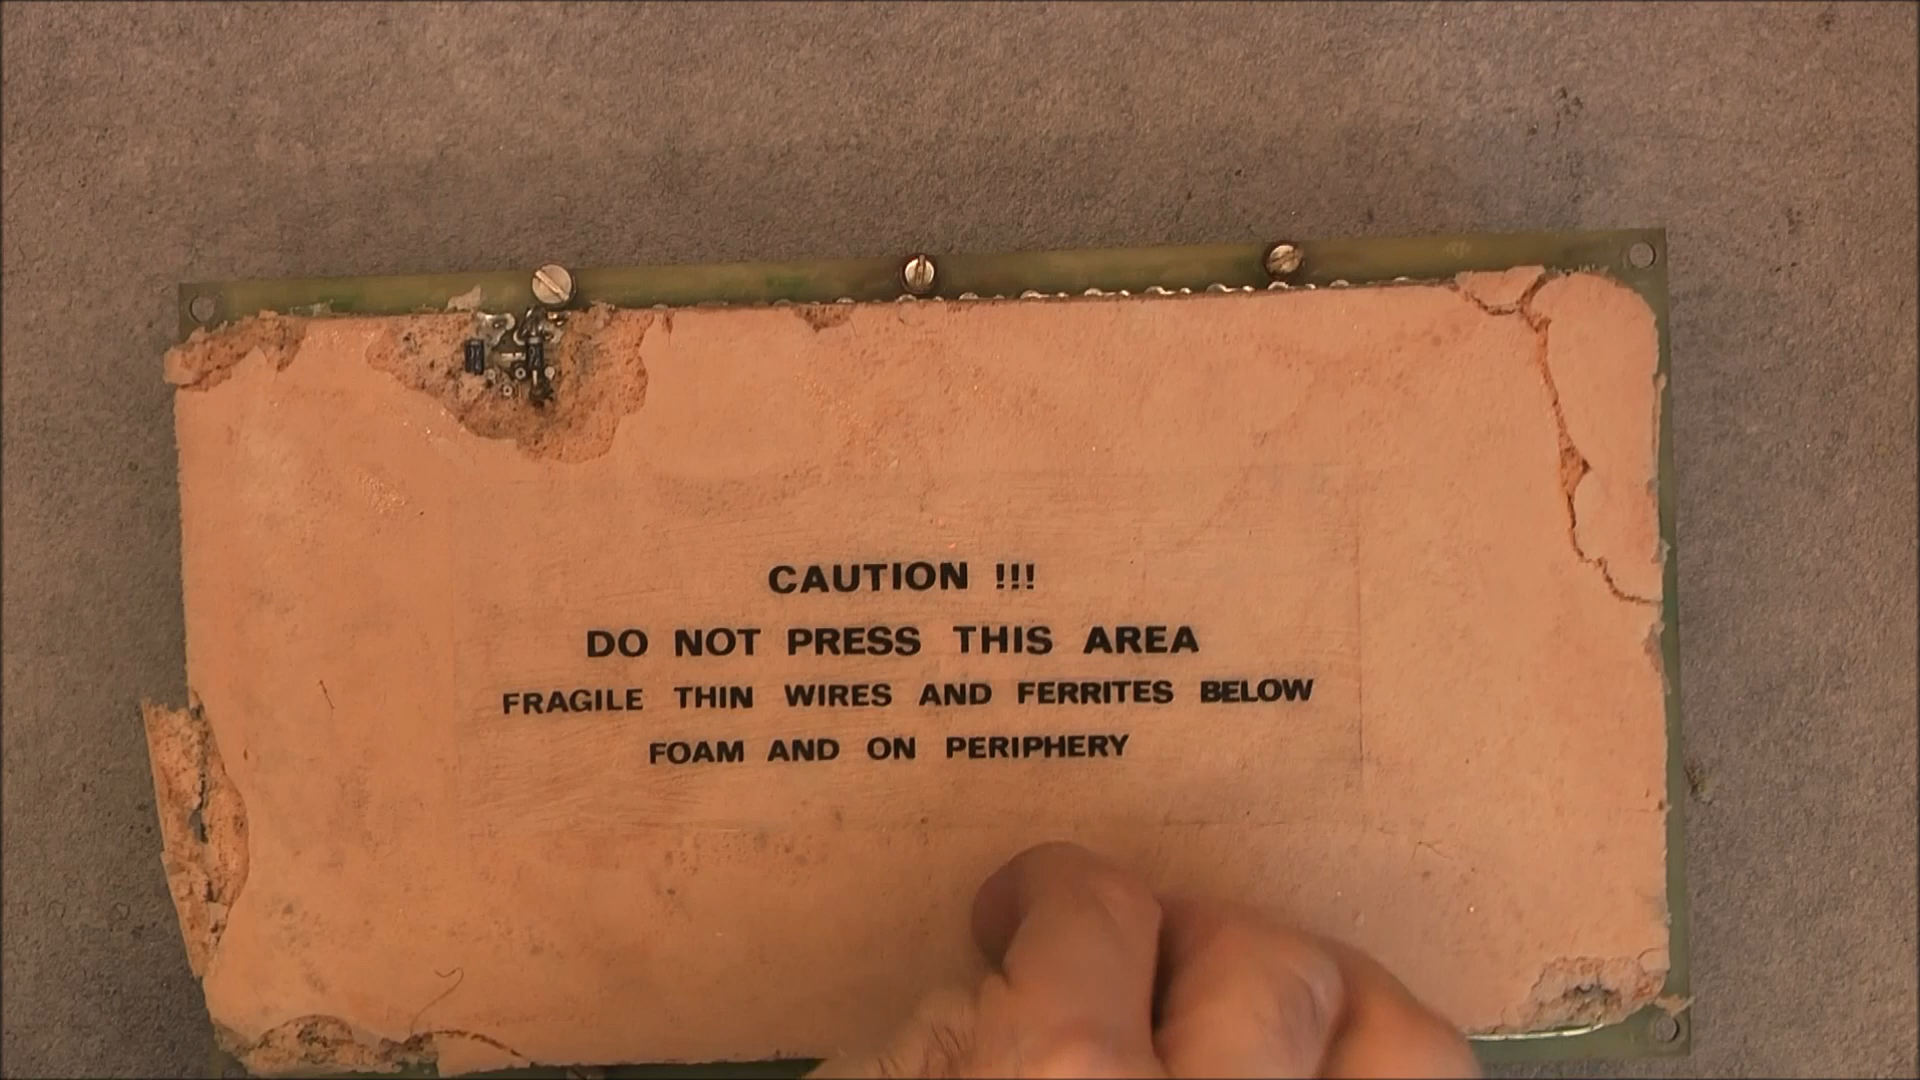 CAUTION !!!
DO NOT PRESS THIS AREA
FRAGILE THIN WIRES AND FERRITES BELOW
FOAM AND ON PERIPHERY